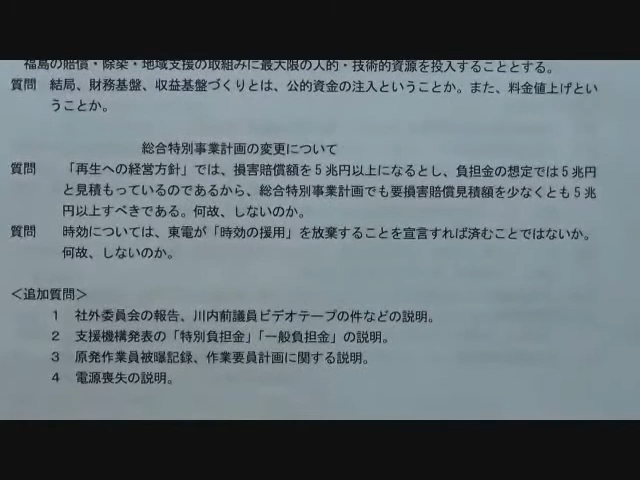 福島の賠償・除染・地域支援の取組みに最大限の人的・技術的資源を投入することとする。
質問　結局、財務基盤、収益基盤づくりとは、公的資金の注入ということか。また、料金値上げとい
うことか。
総合特別事業計画の変更について
質問　「再生への経営方針」では、損害賠償額を５兆円以上になるとし、負担金の想定では５兆円
と見積もっているのであるから、総合特別事業計画でも要損害賠償見積額を少なくとも５兆
円以上すべきである。何故、しないのか。
質問　時効については、東電が「時効の援用」を放棄することを宣言すれば済むことではないか。
何故、しないのか。
＜追加質問＞
１　社外委員会の報告、川内前議員ビデオテープの件などの説明。
２　支援機構発表の「特別負担金」「一般負担金」の説明。
３　原発作業員被曝記録、作業要員計画に関する説明。
４　電源喪失の説明。